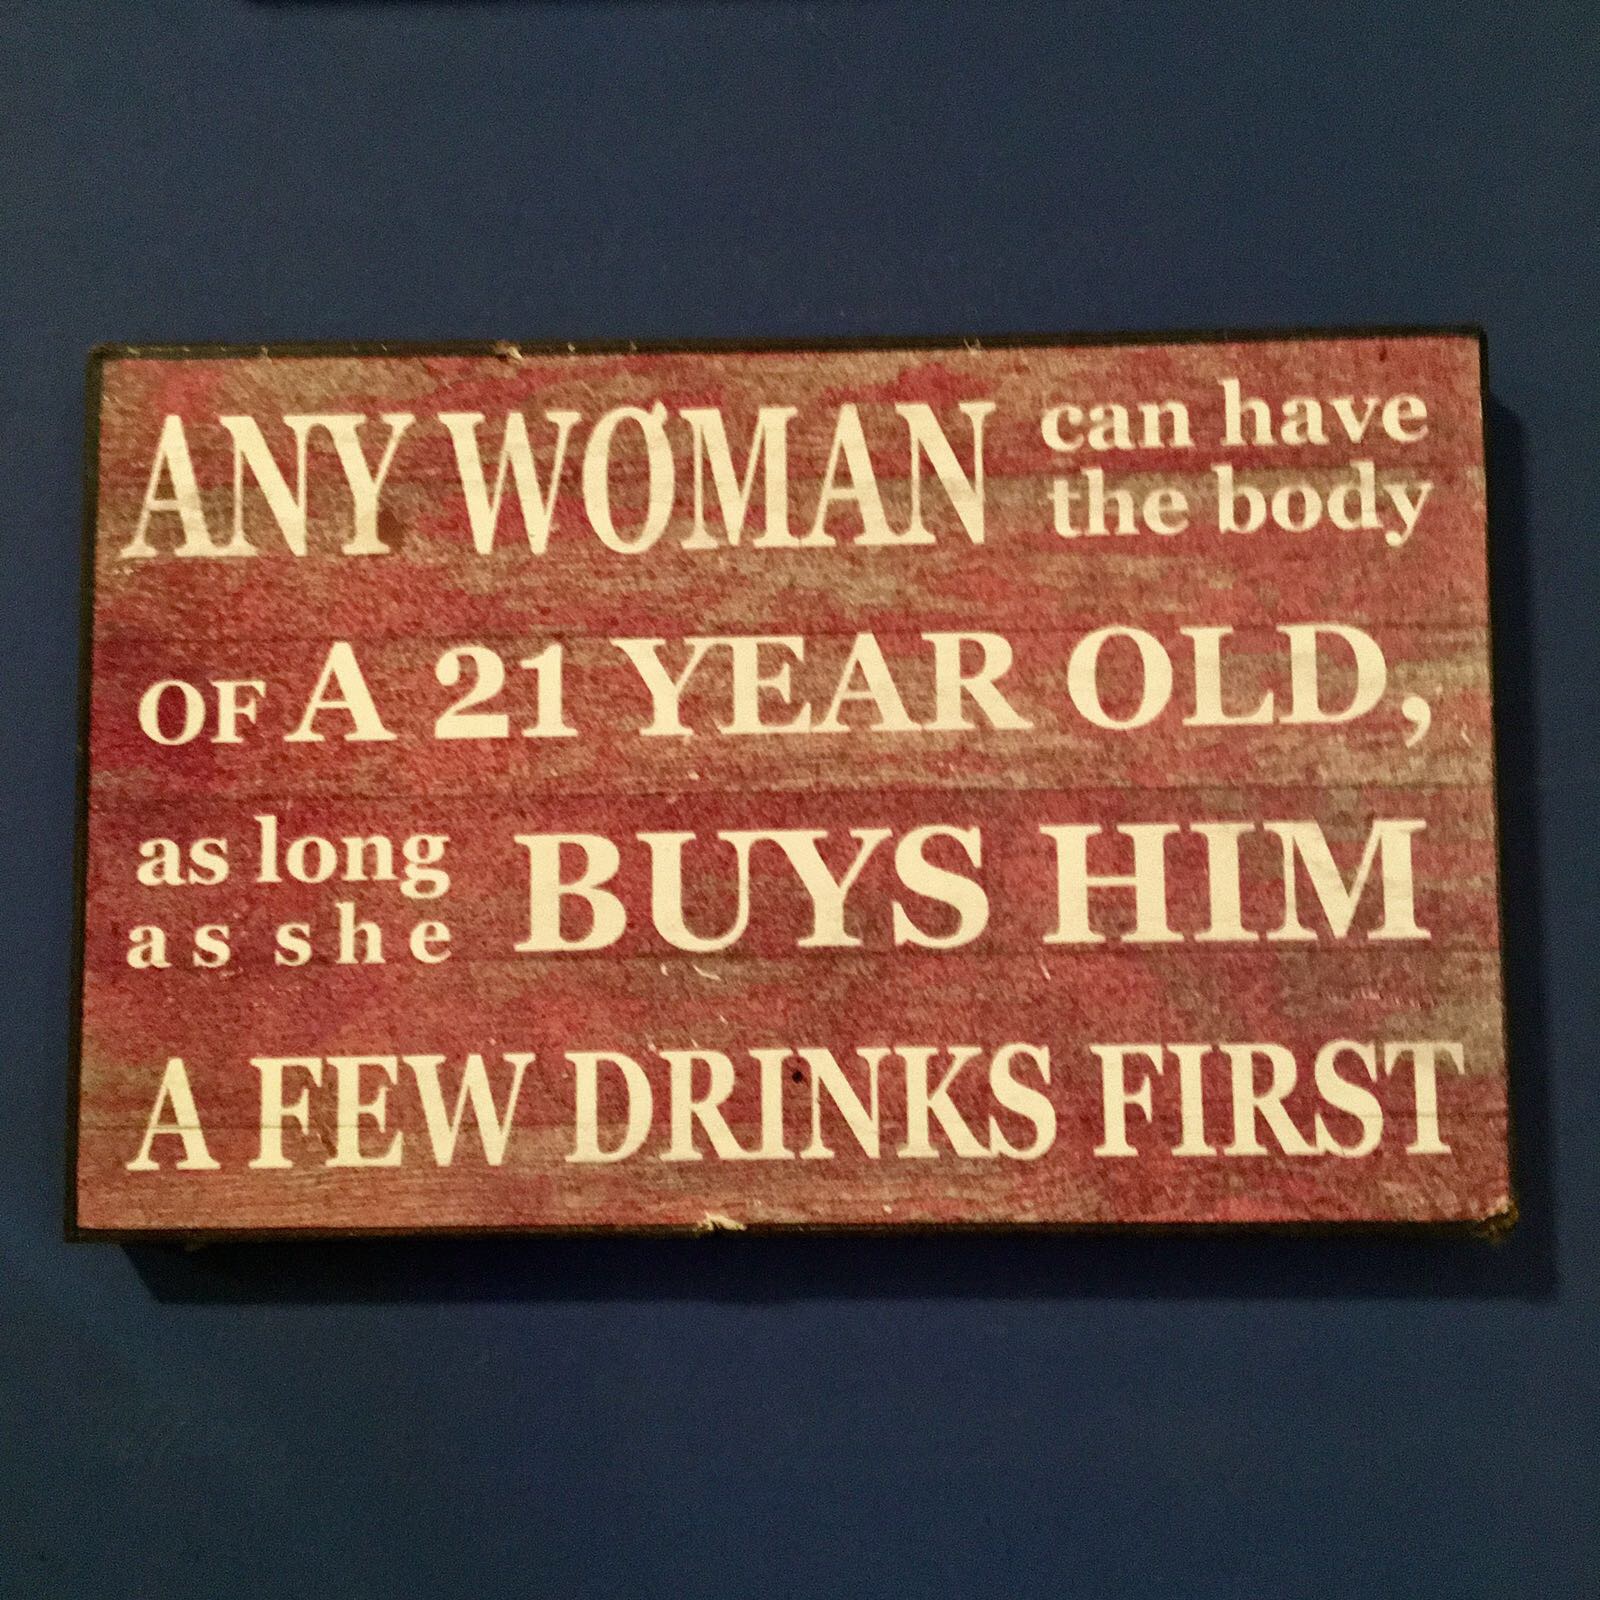 ANY WOMAN can have
the body
OF A 21 YEAR OLD,
as long
as she BUYS HIM
A FEW DRINKS FIRST